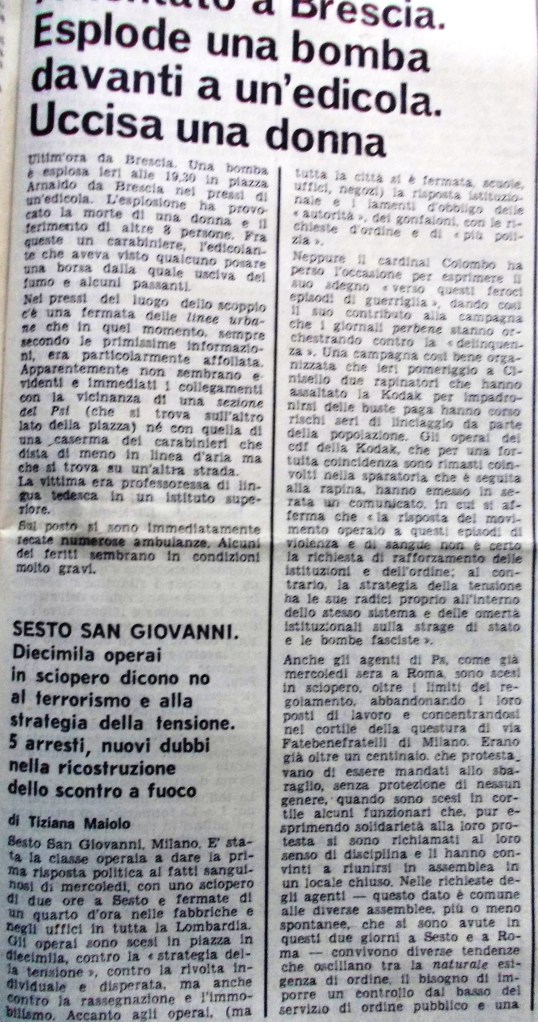 Attentato a Brescia.
Esplode una bomba
davanti a un'edicola.
Uccisa una donna
Ultim'ora da Brescia. Una bomba
è esplosa ieri alle 19,30 in piazza
Arnaldo da Brescia nei pressi di
un'edicola. L'esplosione ha provo-
cato la morte di una donna e il
ferimento di altre 8 persone. Fra
queste un carabiniere, l'edicolan-
te che aveva visto qualcuno posare
una borsa dalla quale usciva del
fumo e alcuni passanti.
Nei pressi del luogo dello scoppio
c'è una fermata delle linee urba-
ne che in quel momento, sempre
secondo le primissime informazio-
ni, era particolarmente affollata.
Apparentemente non sembrano e-
videnti e immediati i collegamenti
con la vicinanza di una sezione
del Psi (che si trova sull'altro
lato della piazza) né con quella di
una caserma dei carabinieri che
dista di meno in linea d'aria ma
che si trova su un'altra strada.
La vittima era professoressa di lin-
gua tedesca in un istituto supe-
riore.
Sul posto si sono immediatamente
recate numerose ambulanze. Alcuni
dei feriti sembrano in condizioni
molto gravi.
SESTO SAN GIOVANNI.
Diecimila operai
in sciopero dicono no
al terrorismo e alla
strategia della tensione.
5 arresti, nuovi dubbi
nella ricostruzione
dello scontro a fuoco
di Tiziana Maiolo
Sesto San Giovanni, Milano. E' sta-
ta la classe operaia a dare la pri-
ma risposta politica ai fatti sangui-
nosi di mercoledì, con uno sciopero
di due ore a Sesto e fermate di
un quarto d'ora nelle fabbriche e
negli uffici in tutta la Lombardia.
Gli operai sono scesi in piazza in
diecimila, contro la « strategia del-
la tensione », contro la rivolta in-
dividuale e disperata, ma anche
contro la rassegnazione e l'immo-
bilismo. Accanto agli operai, (ma
tutta la città si è fermata, scuole,
uffici, negozi) la risposta istituzio-
nale e i lamenti d'obbligo delle
« autorità », dei gonfaloni, con le ri-
chieste d'ordine e di « più poli-
zia ».
Neppure il cardinal Colombo ha
perso l'occasione per esprimere il
suo sdegno « verso questi feroci
episodi di guerriglia », dando così
il suo contributo alla campagna
che i giornali perbene stanno or-
chestrando contro la « delinquen-
za ». Una campagna così bene orga-
nizzata che ieri pomeriggio a Ci-
nisello due rapinatori che hanno
assaltato la Kodak per impadro-
nirsi delle buste paga hanno corso
rischi seri di linciaggio da parte
della popolazione. Gli operai del
cdf della Kodak, che per una for-
tuita coincidenza sono rimasti coin-
volti nella sparatoria che è seguita
alla rapina, hanno emesso in se-
rata un comunicato, in cui si af-
ferma che « la risposta del movi-
mento operaio a questi episodi di
violenza e di sangue non è certo
la richiesta di rafforzamento delle
istituzioni e dell'ordine; al con-
trario, la strategia della tensione
ha le sue radici proprio all'interno
dello stesso sistema e delle omertà
istituzionali sulla strage di stato
e le bombe fasciste ».
Anche gli agenti di Ps, come già
mercoledì sera a Roma, sono scesi
in sciopero, oltre i limiti del re-
golamento, abbandonando i loro
posti di lavoro e concentrandosi
nel cortile della questura di via
Fatebenefratelli di Milano. Erano
già oltre un centinaio, che protesta-
vano di essere mandati allo sba-
raglio, senza protezione di nessun
genere, quando sono scesi in cor-
tile alcuni funzionari che, pur e-
sprimendo solidarietà alla loro pro-
testa si sono richiamati al loro
senso di disciplina e li hanno con-
vinti a riunirsi in assemblea in
un locale chiuso. Nelle richieste de-
gli agenti — questo dato è comune
alle diverse assemblee, più o meno
spontanee, che si sono avute in
questi due giorni a Sesto e a Ro-
ma — convivono diverse tendenze
che oscillano tra la naturale esi-
genza di ordine, il bisogno di im-
porre un controllo dal basso del
servizio di ordine pubblico e una